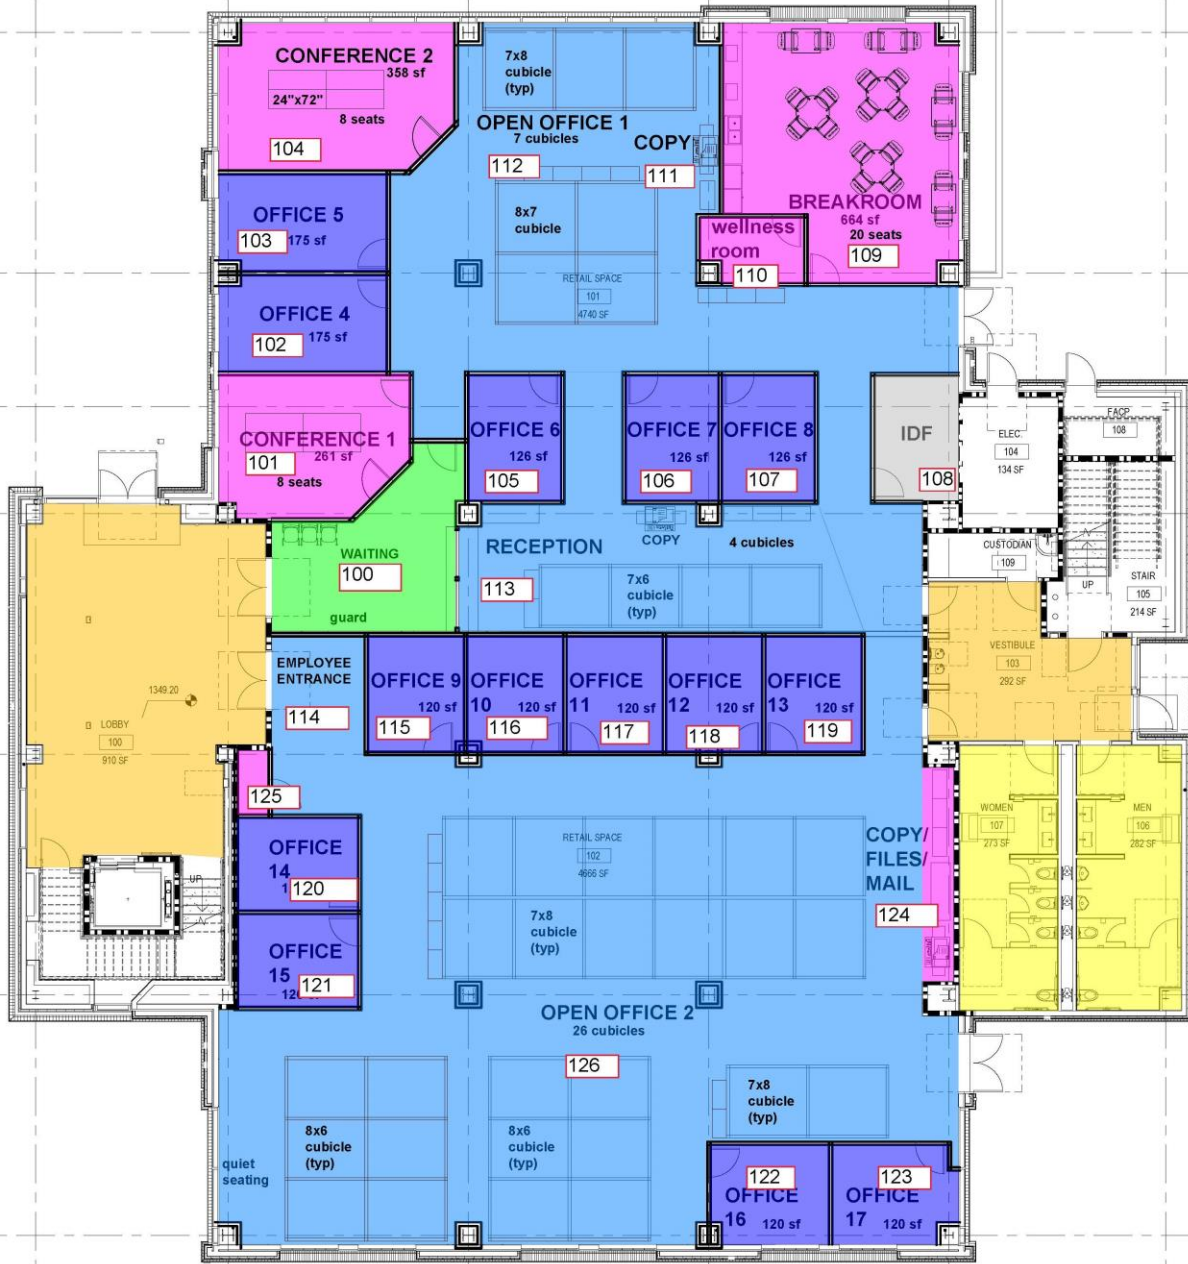 CONFERENCE 2
358 sf
24"x72"
8 seats
104
7x8
cubicle
(typ)
OPEN OFFICE 1
7 cubicles
112
COPY
111
BREAKROOM
664 sf
20 seats
109
wellness
room
110
OFFICE 5
103
175 sf
8x7
cubicle
RETAIL SPACE
101
4740 SF
OFFICE 4
175 sf
102
CONFERENCE 1
261 sf
101
8 seats
OFFICE 6
126 sf
105
OFFICE 7
126 sf
106
OFFICE 8
126 sf
107
IDF
108
ELEC.
104
134 SF
FACP
108
WAITING
100
guard
RECEPTION
113
COPY
4 cubicles
7x6
cubicle
(typ)
CUSTODIAN
109
UP
STAIR
105
214 SF
VESTIBULE
103
292 SF
EMPLOYEE
ENTRANCE
114
1349.20
LOBBY
100
910 SF
OFFICE 9
120 sf
115
OFFICE
10
120 sf
116
OFFICE
11
120 sf
117
OFFICE
12
120 sf
118
OFFICE
13
120 sf
119
125
OFFICE
14
120
OFFICE
15
121
UP
RETAIL SPACE
102
4666 SF
7x8
cubicle
(typ)
COPY/
FILES/
MAIL
124
WOMEN
107
273 SF
MEN
106
282 SF
OPEN OFFICE 2
26 cubicles
126
8x6
cubicle
(typ)
8x6
cubicle
(typ)
7x8
cubicle
(typ)
quiet
seating
122
OFFICE
16
120 sf
123
OFFICE
17
120 sf